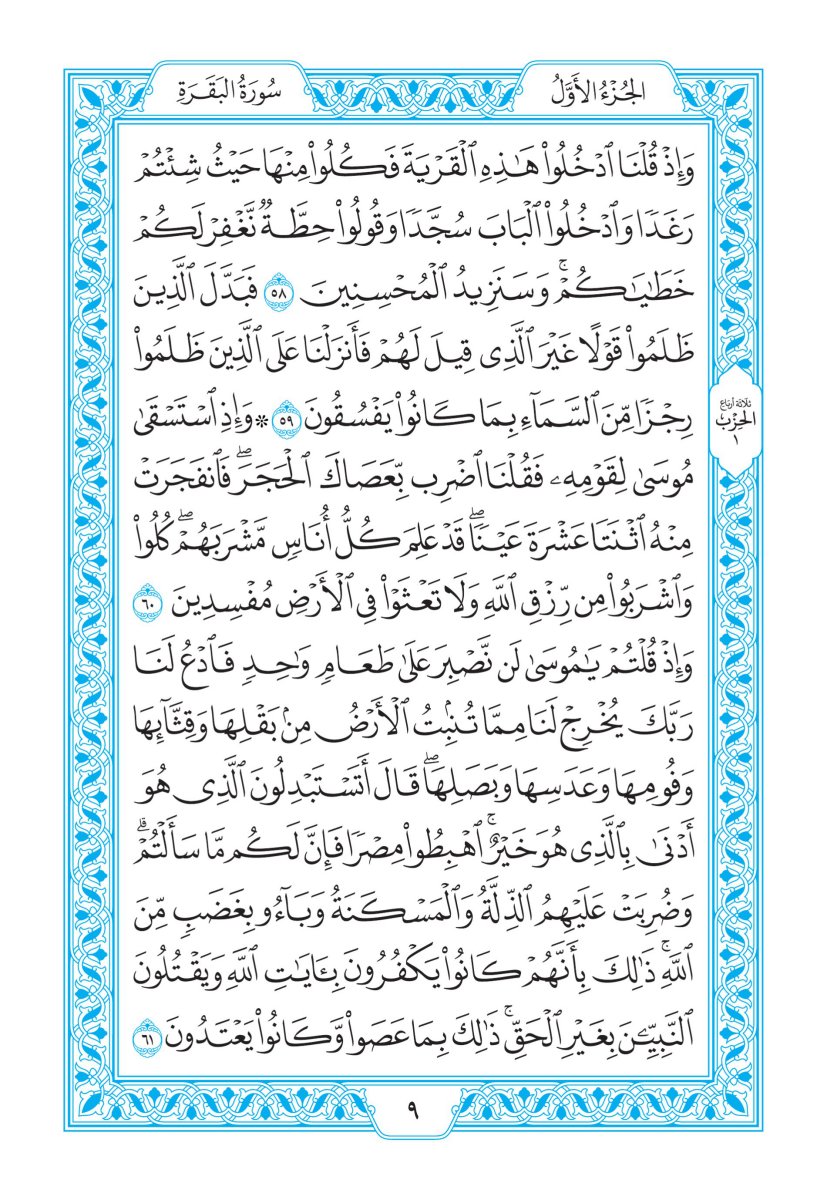 الجُزْءُ الأَوَّلُ
سُورَةُ البَقَرَةِ
وَإِذْ قُلْنَا ٱدْخُلُوا۟ هَـٰذِهِ ٱلْقَرْيَةَ فَكُلُوا۟ مِنْهَا حَيْثُ شِئْتُمْ
رَغَدًا وَٱدْخُلُوا۟ ٱلْبَابَ سُجَّدًا وَقُولُوا۟ حِطَّةٌ نَّغْفِرْ لَكُمْ
خَطَـٰيَـٰكُمْ ۚ وَسَنَزِيدُ ٱلْمُحْسِنِينَ ٥٨ فَبَدَّلَ ٱلَّذِينَ
ظَلَمُوا۟ قَوْلًا غَيْرَ ٱلَّذِى قِيلَ لَهُمْ فَأَنزَلْنَا عَلَى ٱلَّذِينَ ظَلَمُوا۟
رِجْزًا مِّنَ ٱلسَّمَآءِ بِمَا كَانُوا۟ يَفْسُقُونَ ٥٩ * وَإِذِ ٱسْتَسْقَىٰ
مُوسَىٰ لِقَوْمِهِۦ فَقُلْنَا ٱضْرِب بِّعَصَاكَ ٱلْحَجَرَ ۖ فَٱنفَجَرَتْ
مِنْهُ ٱثْنَتَا عَشْرَةَ عَيْنًا ۖ قَدْ عَلِمَ كُلُّ أُنَاسٍ مَّشْرَبَهُمْ ۖ كُلُوا۟
وَٱشْرَبُوا۟ مِن رِّزْقِ ٱللَّهِ وَلَا تَعْثَوْا۟ فِى ٱلْأَرْضِ مُفْسِدِينَ ٦٠
وَإِذْ قُلْتُمْ يَـٰمُوسَىٰ لَن نَّصْبِرَ عَلَىٰ طَعَامٍ وَٰحِدٍ فَٱدْعُ لَنَا
رَبَّكَ يُخْرِجْ لَنَا مِمَّا تُنۢبِتُ ٱلْأَرْضُ مِنۢ بَقْلِهَا وَقِثَّآئِهَا
وَفُومِهَا وَعَدَسِهَا وَبَصَلِهَا ۖ قَالَ أَتَسْتَبْدِلُونَ ٱلَّذِى هُوَ
أَدْنَىٰ بِٱلَّذِى هُوَ خَيْرٌ ۚ ٱهْبِطُوا۟ مِصْرًا فَإِنَّ لَكُم مَّا سَأَلْتُمْ ۗ
وَضُرِبَتْ عَلَيْهِمُ ٱلذِّلَّةُ وَٱلْمَسْكَنَةُ وَبَآءُو بِغَضَبٍ مِّنَ
ٱللَّهِ ۚ ذَٰلِكَ بِأَنَّهُمْ كَانُوا۟ يَكْفُرُونَ بِـَٔايَـٰتِ ٱللَّهِ وَيَقْتُلُونَ
ٱلنَّبِيِّـۧنَ بِغَيْرِ ٱلْحَقِّ ۚ ذَٰلِكَ بِمَا عَصَوا۟ وَّكَانُوا۟ يَعْتَدُونَ ٦١
ثلاثة أرباع
الحِزْب
١
٩